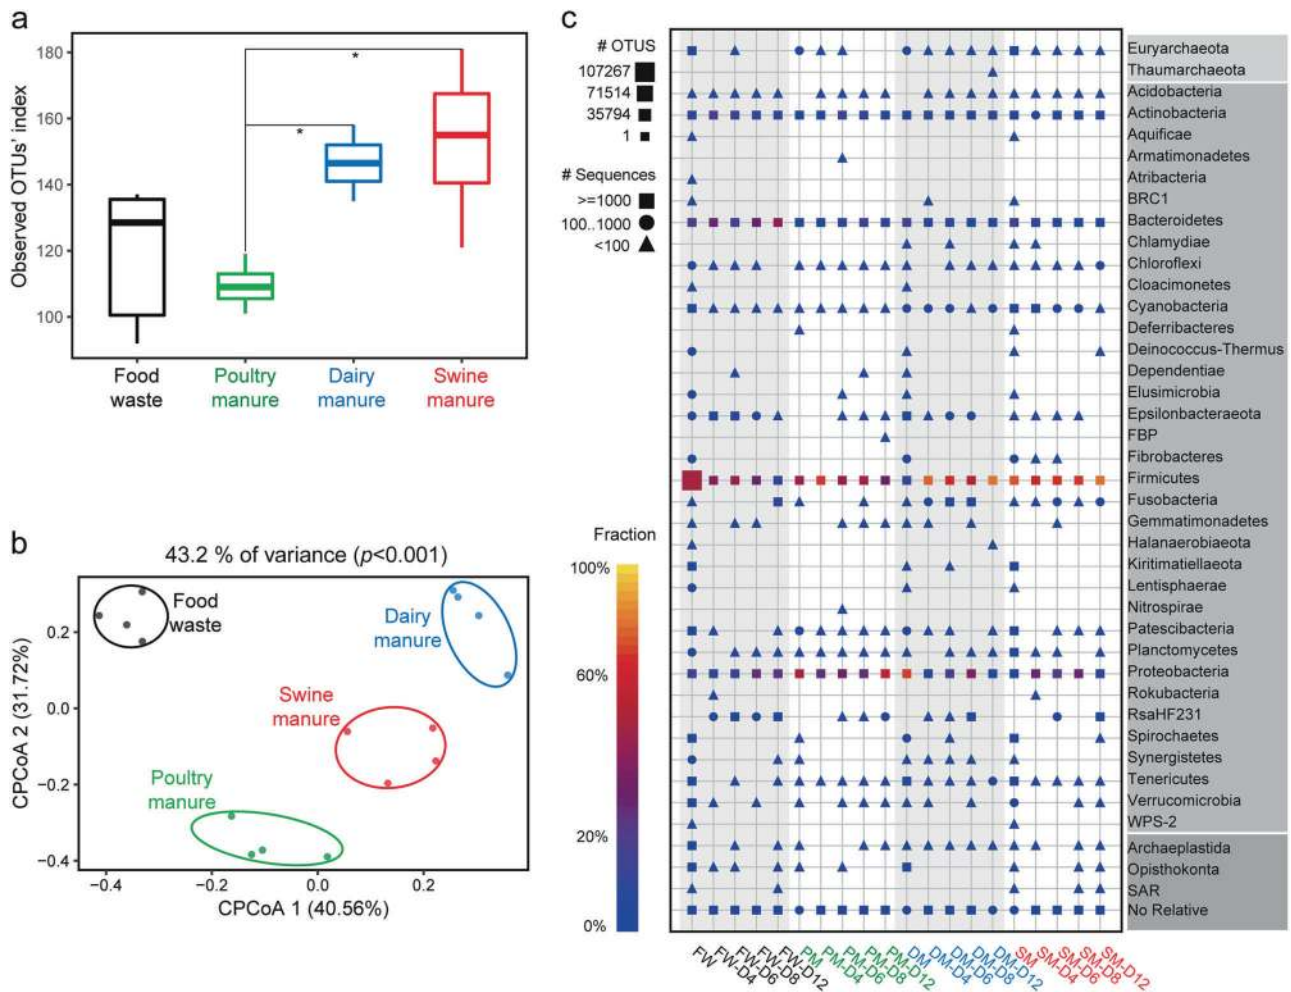 a
Observed OTUs' index
180
160
140
120
100
*
*
Food
waste
Poultry
manure
Dairy
manure
Swine
manure
b
43.2 % of variance (p<0.001)
CPCoA 2 (31.72%)
0.2
0.0
−0.2
−0.4
Food
waste
Dairy
manure
Swine
manure
Poultry
manure
−0.4
−0.2
0.0
0.2
CPCoA 1 (40.56%)
c
# OTUS
107267
71514
35794
1
# Sequences
>=1000
100..1000
<100
Fraction
100%
60%
20%
0%
Euryarchaeota
Thaumarchaeota
Acidobacteria
Actinobacteria
Aquificae
Armatimonadetes
Atribacteria
BRC1
Bacteroidetes
Chlamydiae
Chloroflexi
Cloacimonetes
Cyanobacteria
Deferribacteres
Deinococcus-Thermus
Dependentiae
Elusimicrobia
Epsilonbacteraeota
FBP
Fibrobacteres
Firmicutes
Fusobacteria
Gemmatimonadetes
Halanaerobiaeota
Kiritimatiellaeota
Lentisphaerae
Nitrospirae
Patescibacteria
Planctomycetes
Proteobacteria
Rokubacteria
RsaHF231
Spirochaetes
Synergistetes
Tenericutes
Verrucomicrobia
WPS-2
Archaeplastida
Opisthokonta
SAR
No Relative
FW
FW-D4
FW-D6
FW-D8
FW-D12
PM
PM-D4
PM-D6
PM-D8
PM-D12
DM
DM-D4
DM-D6
DM-D8
DM-D12
SM
SM-D4
SM-D6
SM-D8
SM-D12